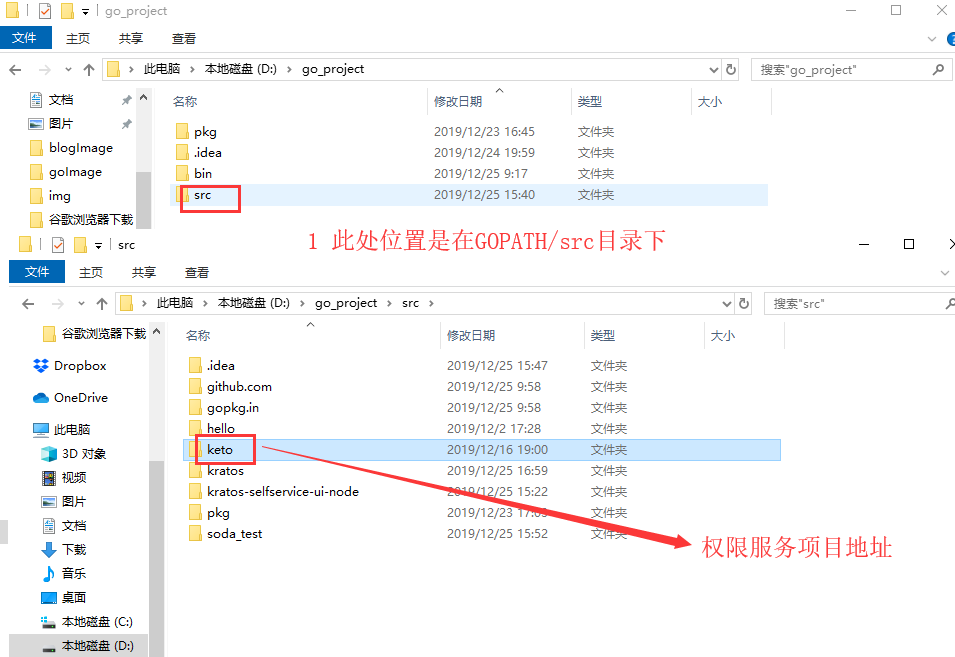 go_project
文件 主页 共享 查看
此电脑 本地磁盘 (D:) go_project 搜索"go_project"
文档
图片
blogImage
goImage
img
谷歌浏览器下载
名称 修改日期 类型 大小
pkg 2019/12/23 16:45 文件夹
.idea 2019/12/24 19:59 文件夹
bin 2019/12/25 9:17 文件夹
src 2019/12/25 15:40 文件夹
1 此处位置是在GOPATH/src目录下
src
文件 主页 共享 查看
此电脑 本地磁盘 (D:) go_project src 搜索"src"
谷歌浏览器下载
Dropbox
OneDrive
此电脑
3D 对象
视频
图片
文档
下载
音乐
桌面
本地磁盘 (C:)
本地磁盘 (D:)
名称 修改日期 类型 大小
.idea 2019/12/25 15:47 文件夹
github.com 2019/12/25 9:58 文件夹
gopkg.in 2019/12/25 9:58 文件夹
hello 2019/12/2 17:28 文件夹
keto 2019/12/16 19:00 文件夹
kratos 2019/12/25 16:59 文件夹
kratos-selfservice-ui-node 2019/12/25 15:22 文件夹
pkg 2019/12/23 文件夹
soda_test 2019/12/25 15:52 文件夹
权限服务项目地址